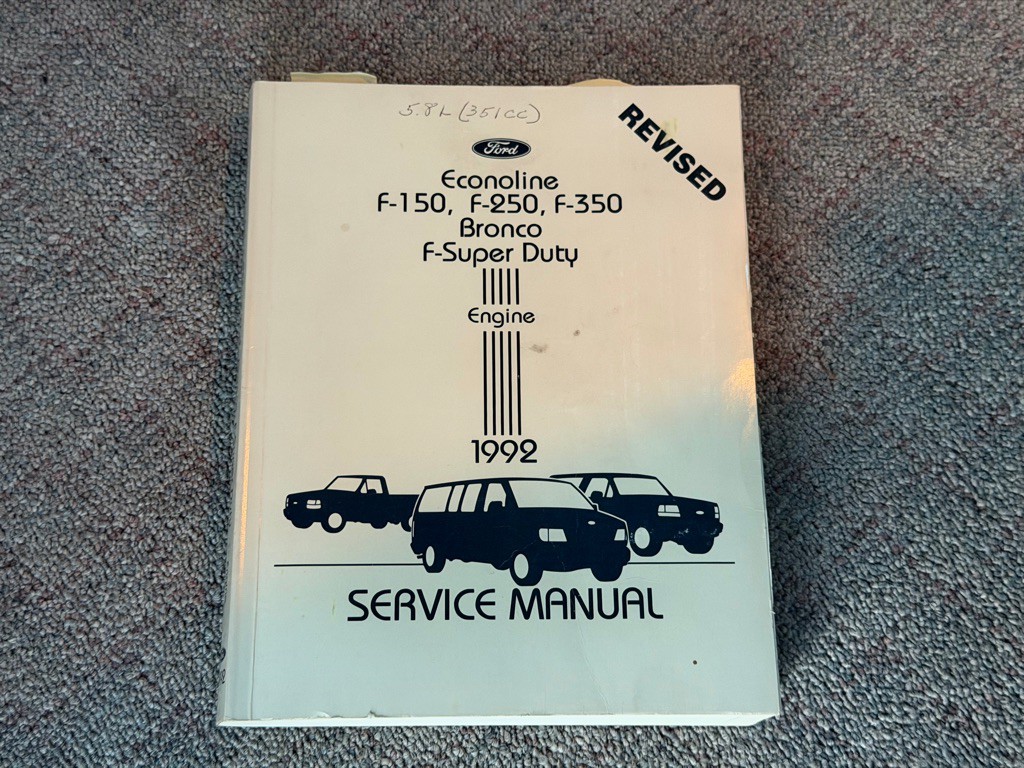 5.8L (351cc)
REVISED
Ford
Econoline
F-150, F-250, F-350
Bronco
F-Super Duty
Engine
1992
SERVICE MANUAL